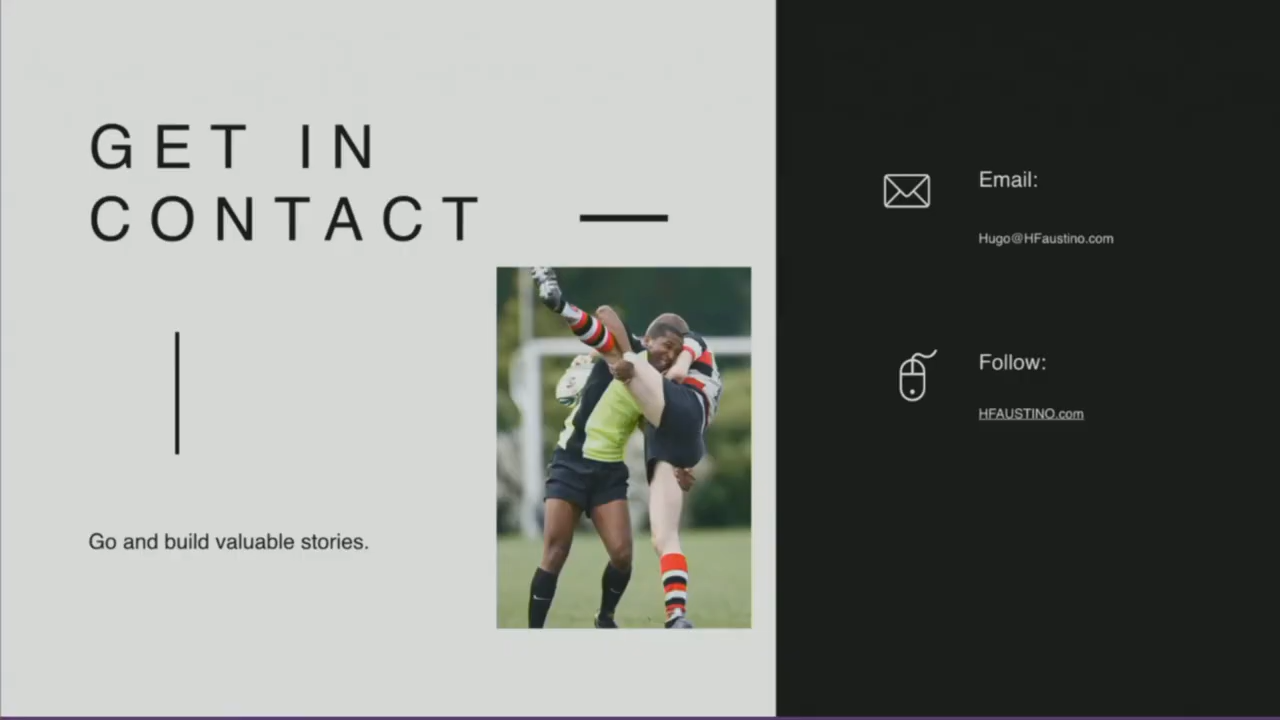 GET IN
CONTACT
Go and build valuable stories.
Email:
Hugo@HFaustino.com
Follow:
HFAUSTINO.com